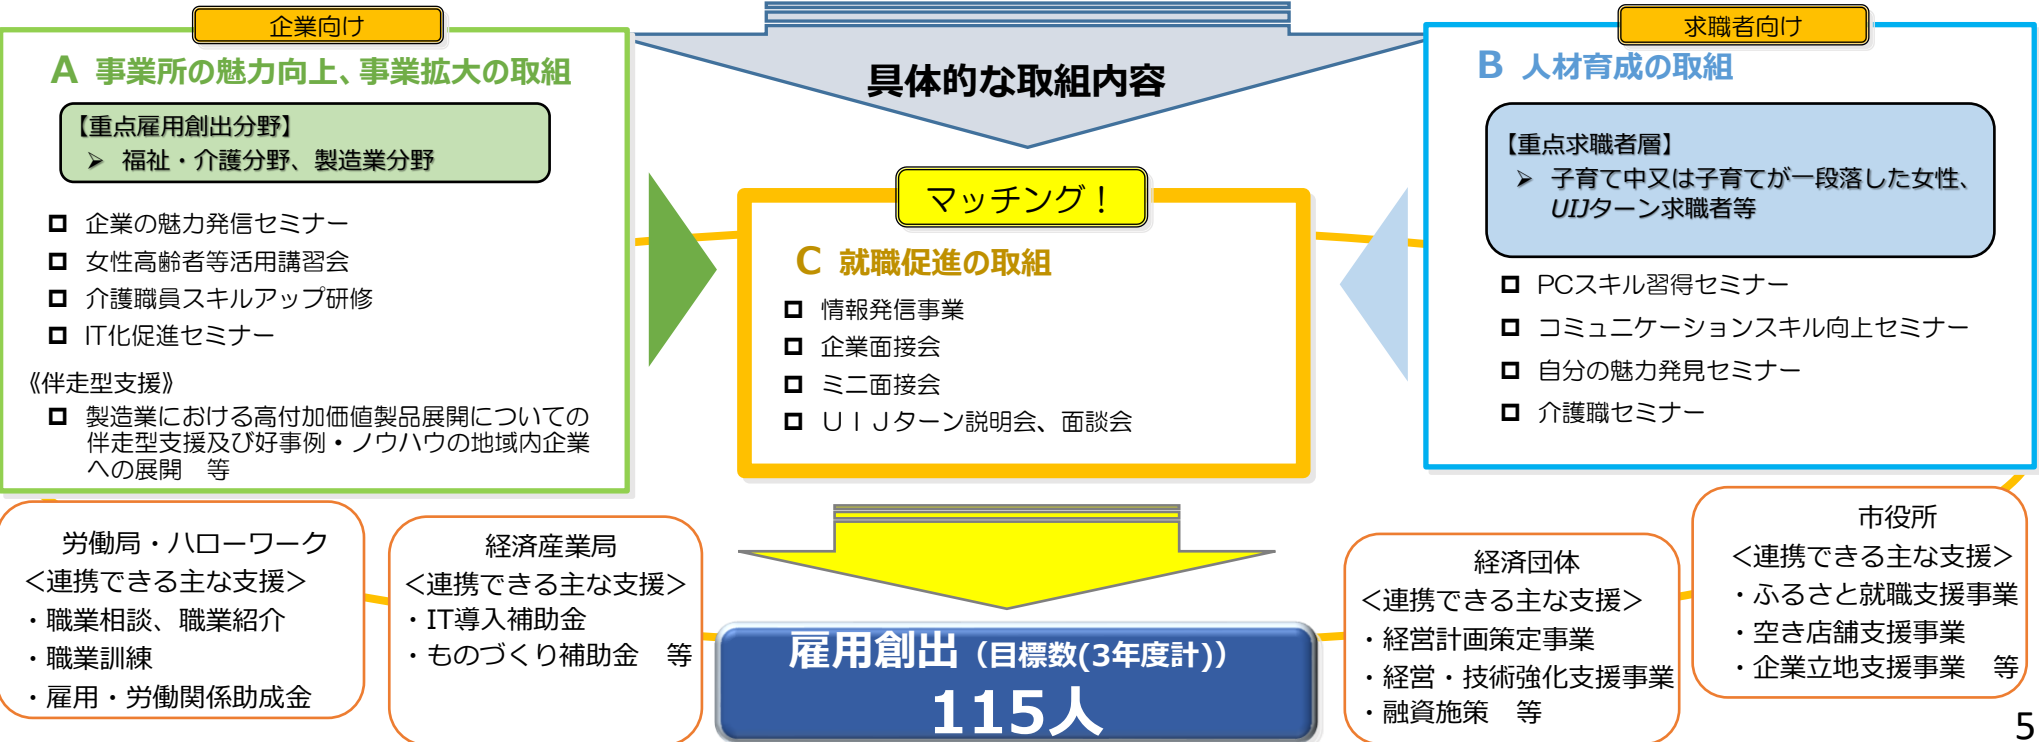 企業向け
A 事業所の魅力向上、事業拡大の取組
【重点雇用創出分野】
➢ 福祉・介護分野、製造業分野
企業の魅力発信セミナー
女性高齢者等活用講習会
介護職員スキルアップ研修
IT化促進セミナー
《伴走型支援》
製造業における高付加価値製品展開についての
伴走型支援及び好事例・ノウハウの地域内企業
への展開 等
具体的な取組内容
マッチング！
C 就職促進の取組
情報発信事業
企業面接会
ミニ面接会
ＵＩＪターン説明会、面談会
求職者向け
B 人材育成の取組
【重点求職者層】
➢ 子育て中又は子育てが一段落した女性、
UIJターン求職者等
PCスキル習得セミナー
コミュニケーションスキル向上セミナー
自分の魅力発見セミナー
介護職セミナー
労働局・ハローワーク
＜連携できる主な支援＞
・職業相談、職業紹介
・職業訓練
・雇用・労働関係助成金
経済産業局
＜連携できる主な支援＞
・IT導入補助金
・ものづくり補助金 等
雇用創出（目標数(3年度計)）
115人
経済団体
＜連携できる主な支援＞
・経営計画策定事業
・経営・技術強化支援事業
・融資施策 等
市役所
＜連携できる主な支援＞
・ふるさと就職支援事業
・空き店舗支援事業
・企業立地支援事業 等
5